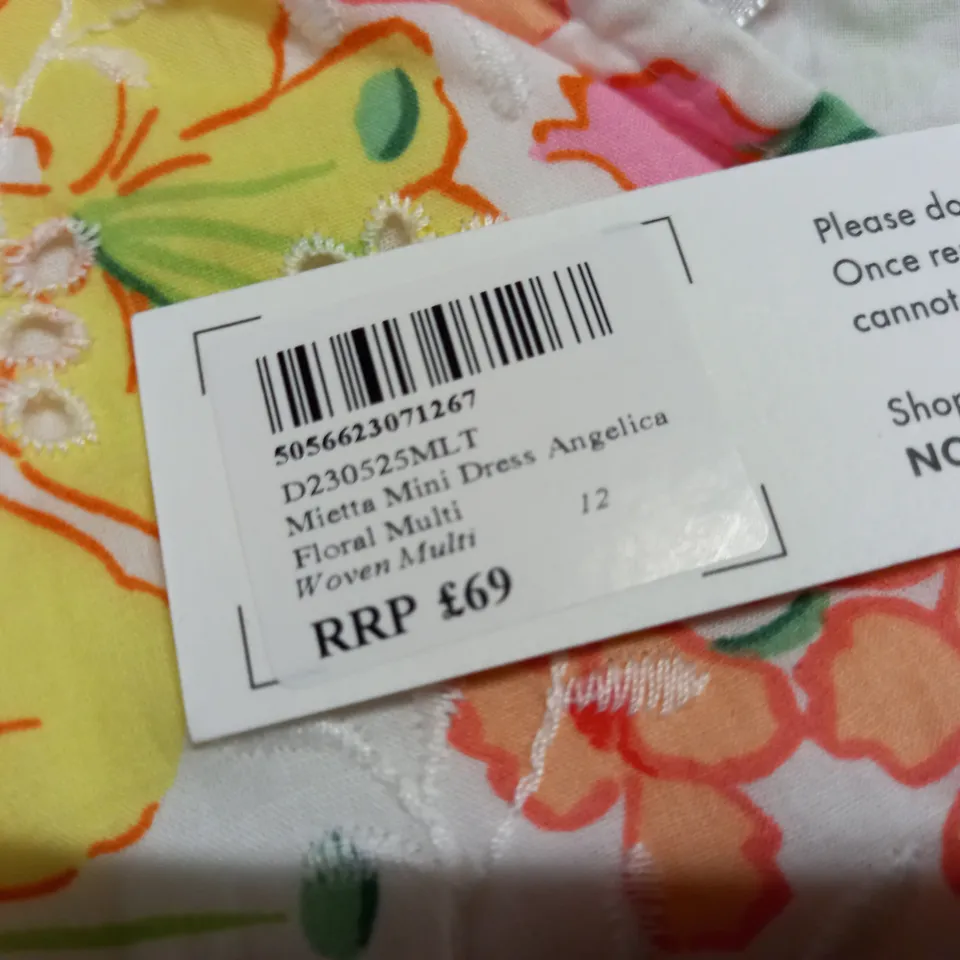 5056623071267
D230525MLT
Mietta Mini Dress Angelica
Floral Multi 12
Woven Multi
RRP £69
Please do
Once re
cannot
Shop